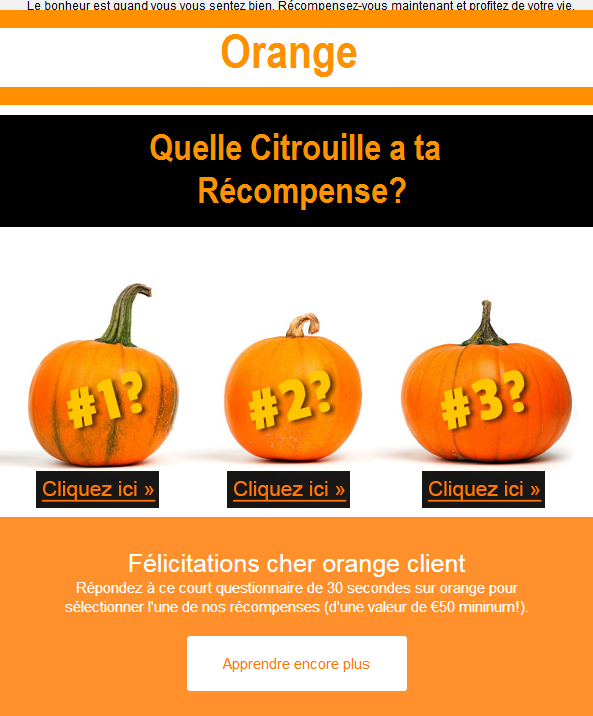 Le bonheur est quand vous vous sentez bien. Récompensez-vous maintenant et profitez de votre vie.
Orange
Quelle Citrouille a ta
Récompense?
#1? #2? #3?
Cliquez ici » Cliquez ici » Cliquez ici »
Félicitations cher orange client
Répondez à ce court questionnaire de 30 secondes sur orange pour
sélectionner l'une de nos récompenses (d'une valeur de €50 mininum!).
Apprendre encore plus